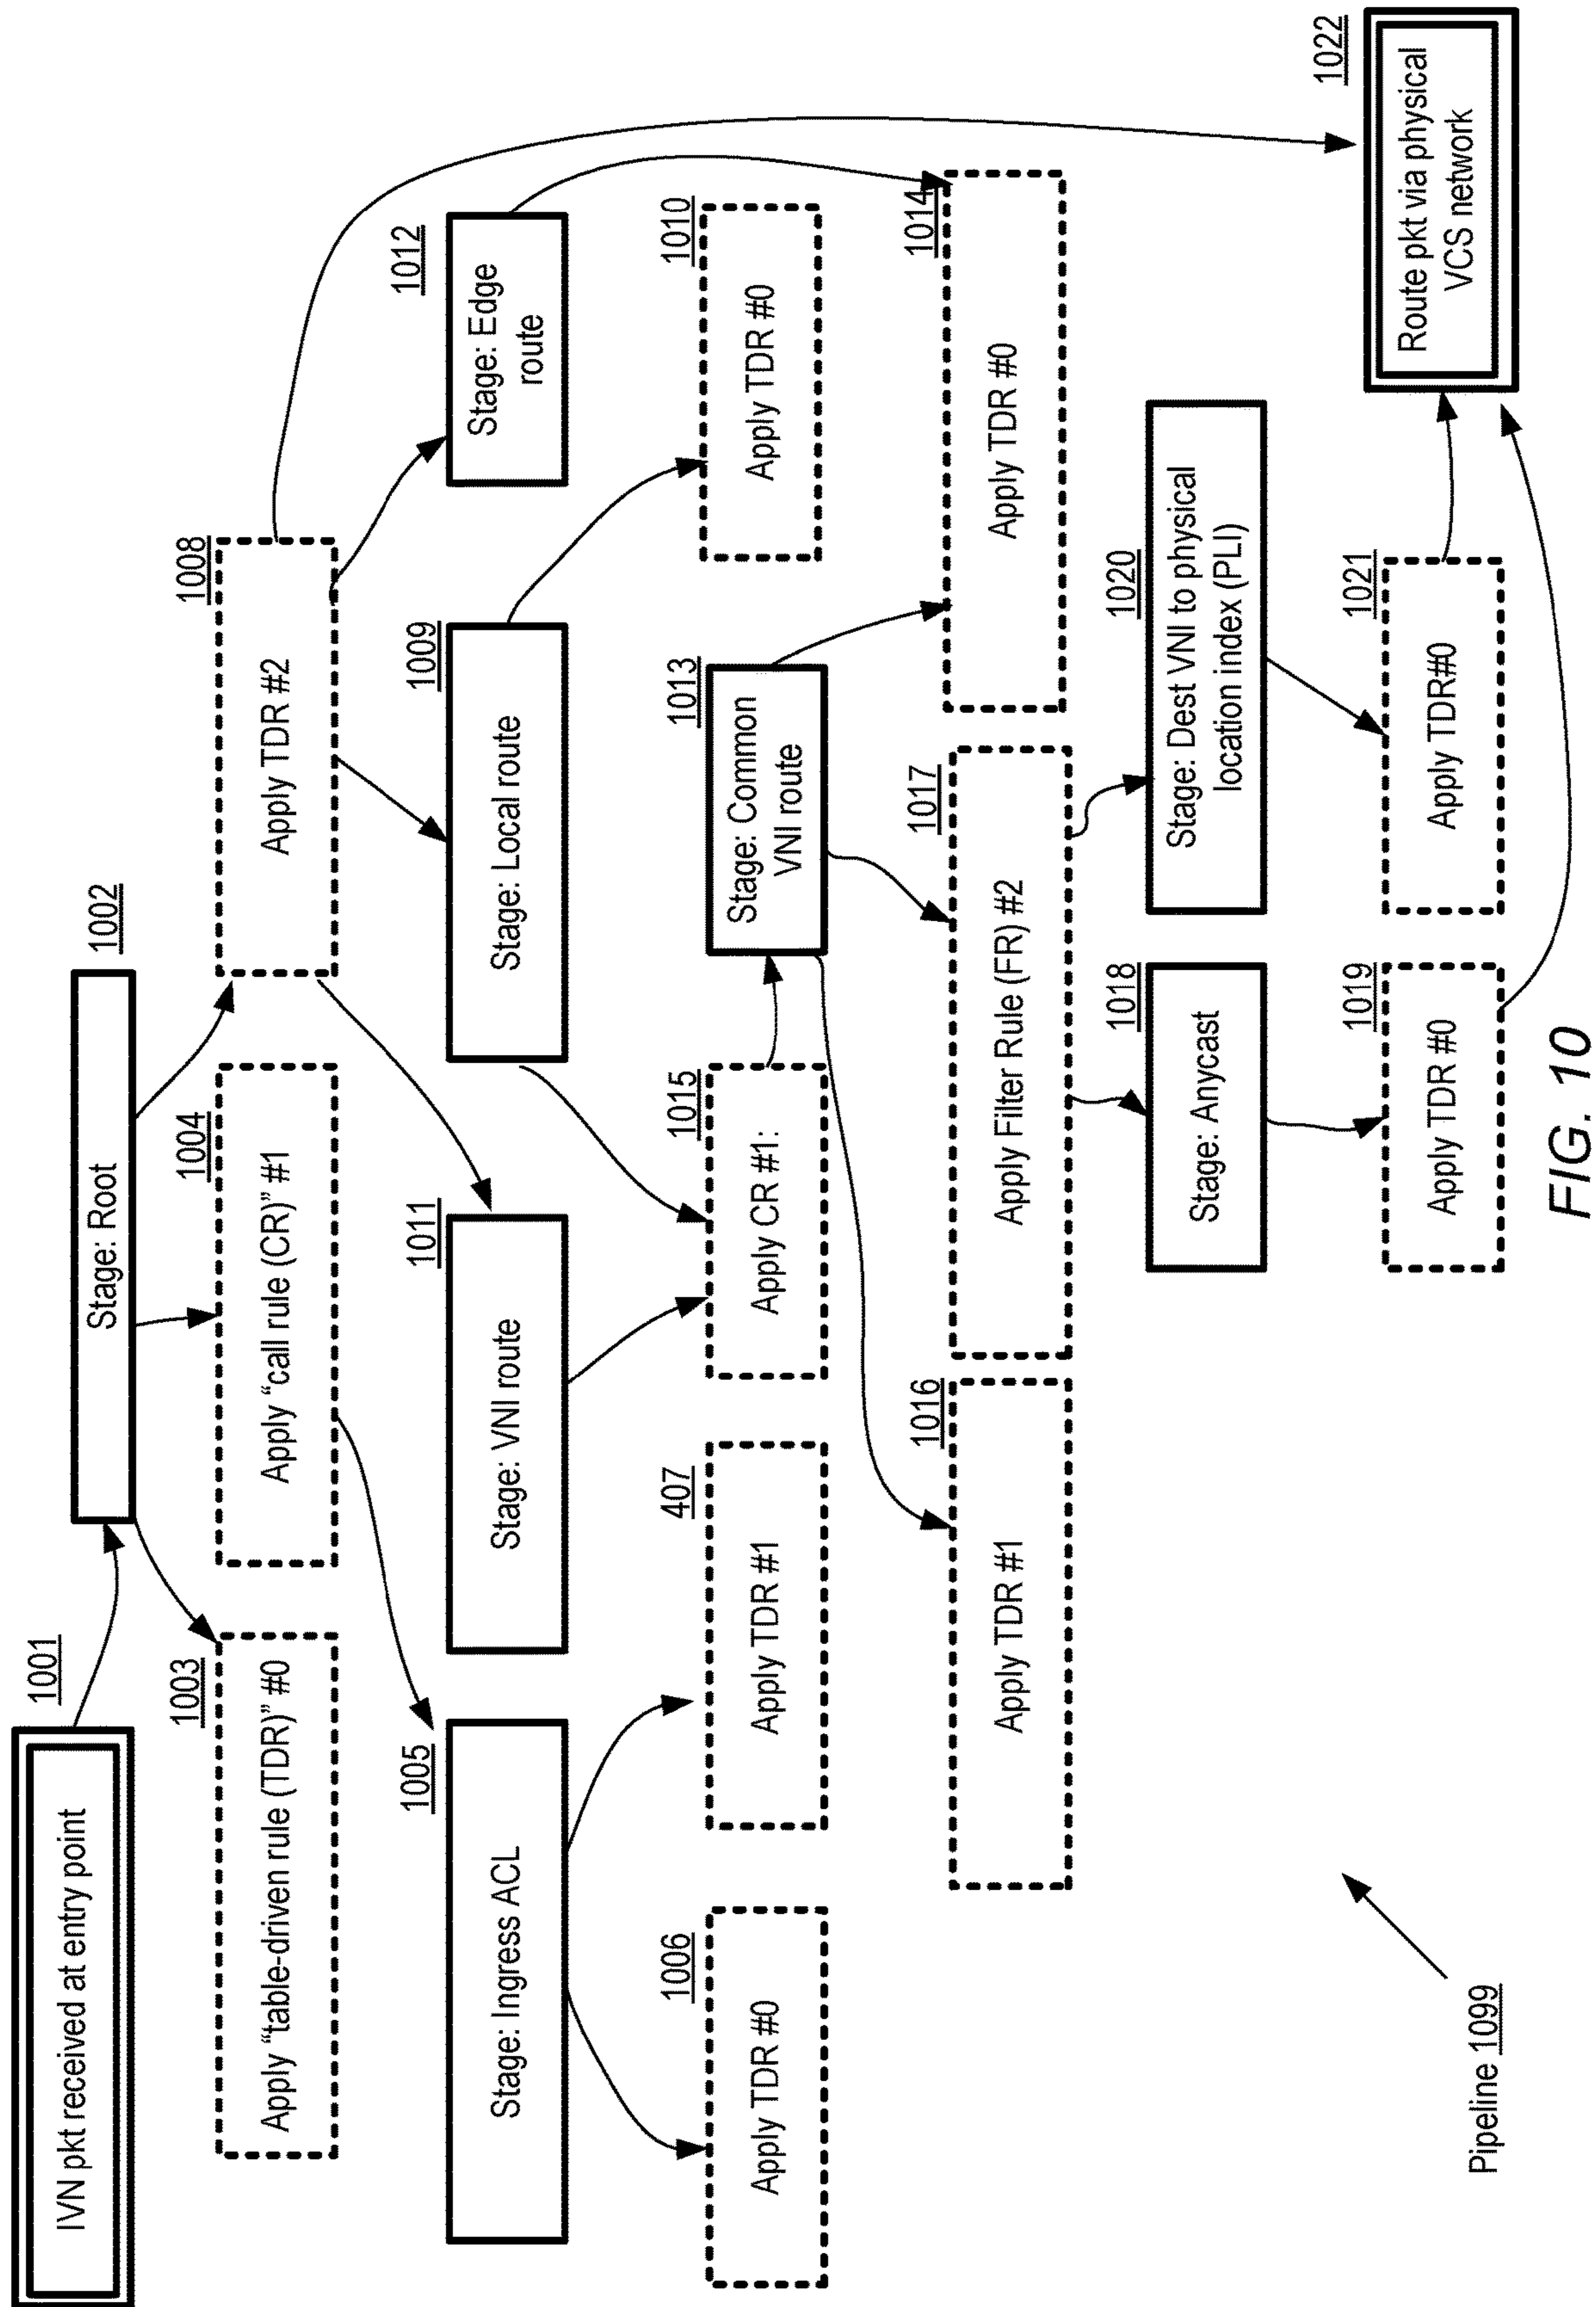 IVN pkt received at entry point
1001
Stage: Root
1002
Apply “table-driven rule (TDR)” #0
1003
Apply “call rule (CR)” #1
1004
Apply TDR #2
1008
Stage: Ingress ACL
1005
Stage: VNI route
1011
Stage: Local route
1009
Stage: Edge
route
1012
Apply TDR #0
1006
Apply TDR #1
407
Apply CR #1:
1015
Stage: Common
VNI route
1013
Apply TDR #0
1010
Apply TDR #1
1016
Apply Filter Rule (FR) #2
1017
Apply TDR #0
1014
Stage: Anycast
1018
Stage: Dest VNI to physical
location index (PLI)
1020
Apply TDR #0
1019
Apply TDR#0
1021
Route pkt via physical
VCS network
1022
Pipeline 1099
FIG. 10